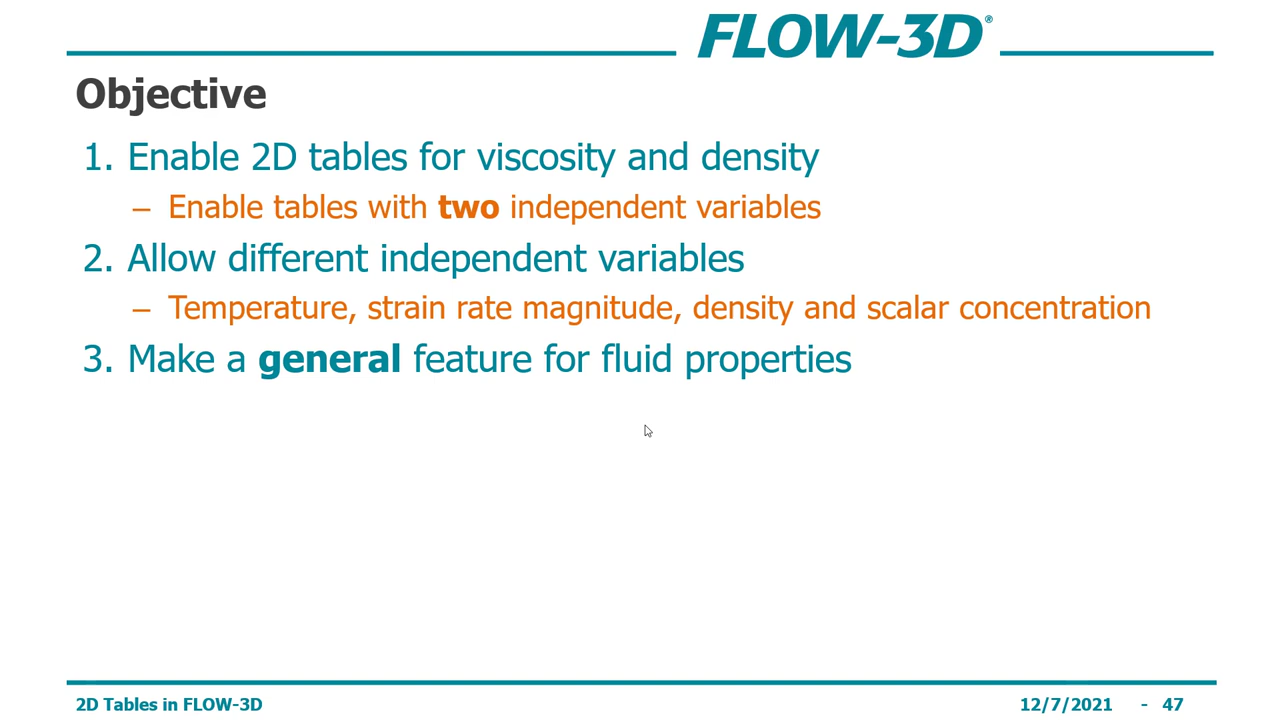 FLOW-3D®
Objective
1. Enable 2D tables for viscosity and density
– Enable tables with two independent variables
2. Allow different independent variables
– Temperature, strain rate magnitude, density and scalar concentration
3. Make a general feature for fluid properties
2D Tables in FLOW-3D
12/7/2021 - 47